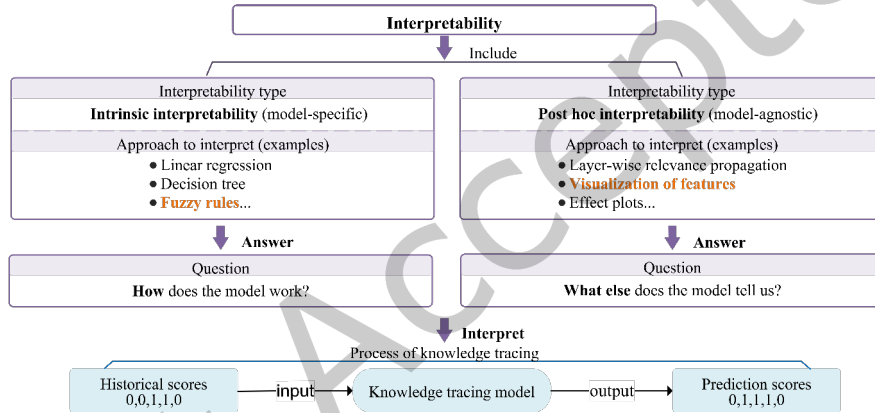 Interpretability
Include
Interpretability type
Intrinsic interpretability (model-specific)
Approach to interpret (examples)
● Linear regression
● Decision tree
● Fuzzy rules...
Answer
Question
How does the model work?
Interpretability type
Post hoc interpretability (model-agnostic)
Approach to interpret (examples)
● Layer-wise relevance propagation
● Visualization of features
● Effect plots...
Answer
Question
What else does the model tell us?
Interpret
Process of knowledge tracing
Historical scores
0,0,1,1,0
input
Knowledge tracing model
output
Prediction scores
0,1,1,1,0
Accepte